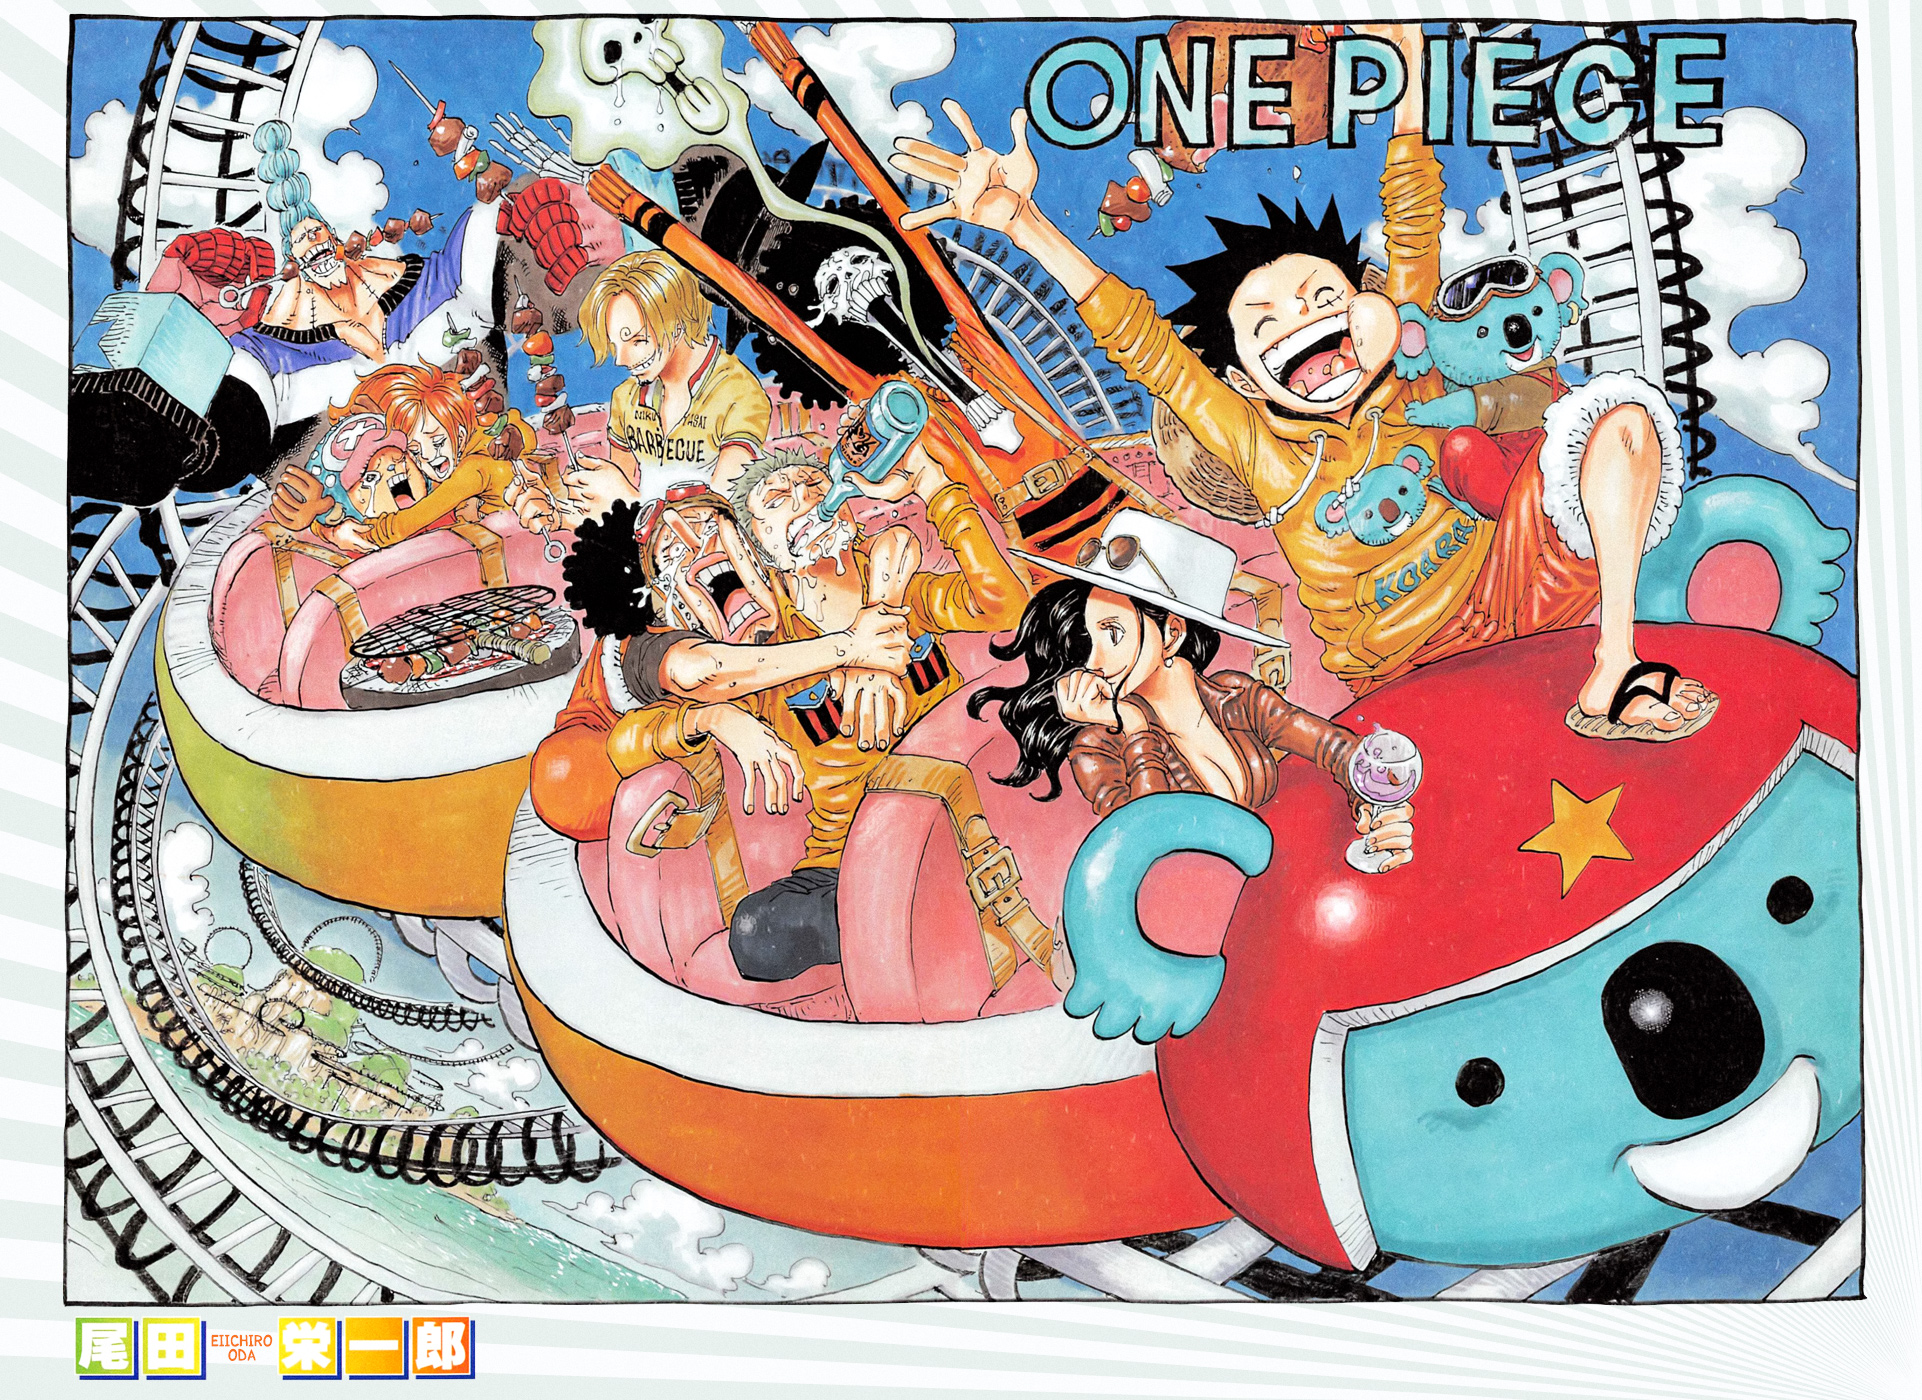 ONE PIECE
NIKU YASAI
BARBECUE
KOARA
尾田
EIICHIRO
ODA
栄一郎